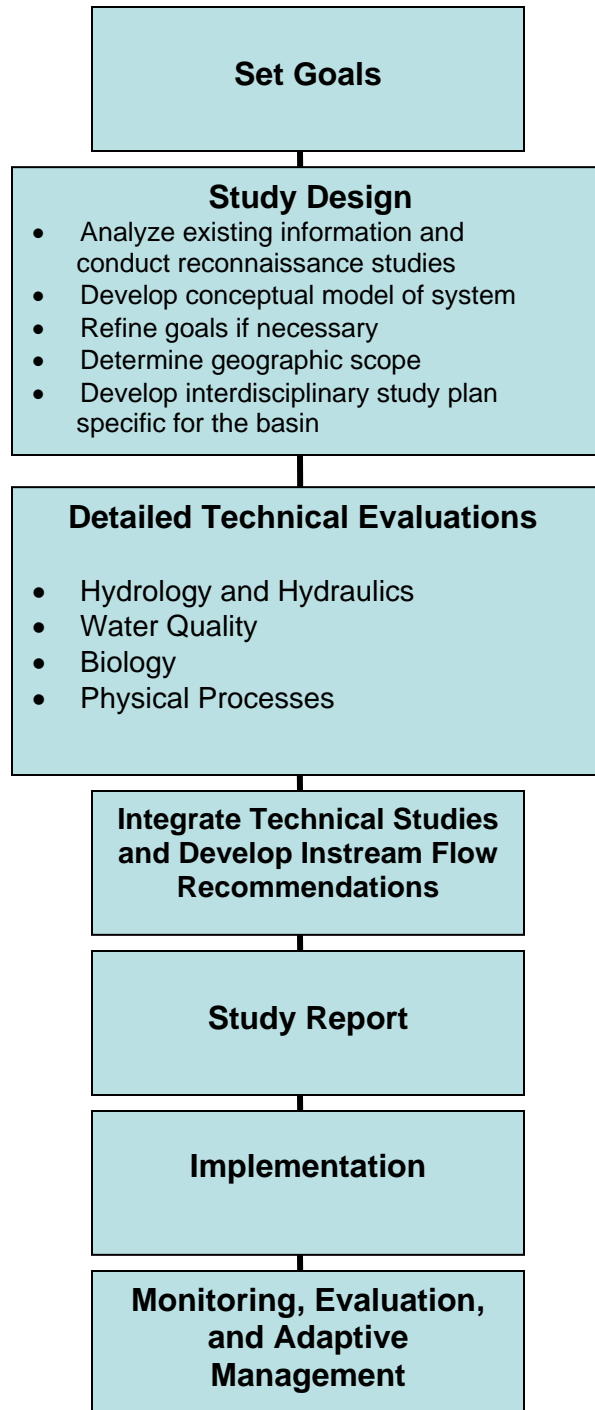 Set Goals
Study Design
• Analyze existing information and
conduct reconnaissance studies
• Develop conceptual model of system
• Refine goals if necessary
• Determine geographic scope
• Develop interdisciplinary study plan
specific for the basin
Detailed Technical Evaluations
• Hydrology and Hydraulics
• Water Quality
• Biology
• Physical Processes
Integrate Technical Studies
and Develop Instream Flow
Recommendations
Study Report
Implementation
Monitoring, Evaluation,
and Adaptive
Management